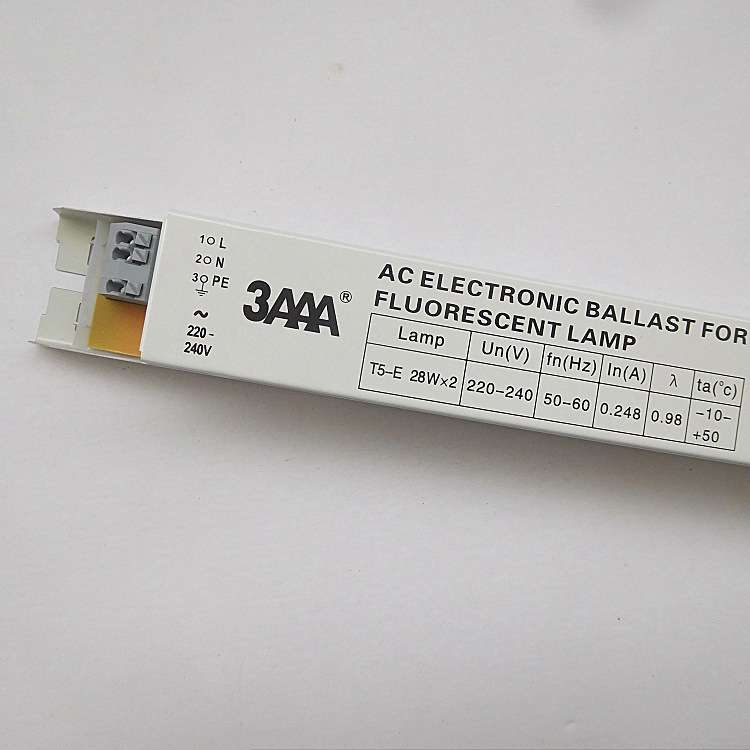 1 L
2 N
3 PE
~
220-
240V
3AAA®
AC ELECTRONIC BALLAST FOR
FLUORESCENT LAMP
Lamp Un(V) fn(Hz) In(A) λ ta(°c)
T5-E 28W×2 220-240 50-60 0.248 0.98 -10-
+50